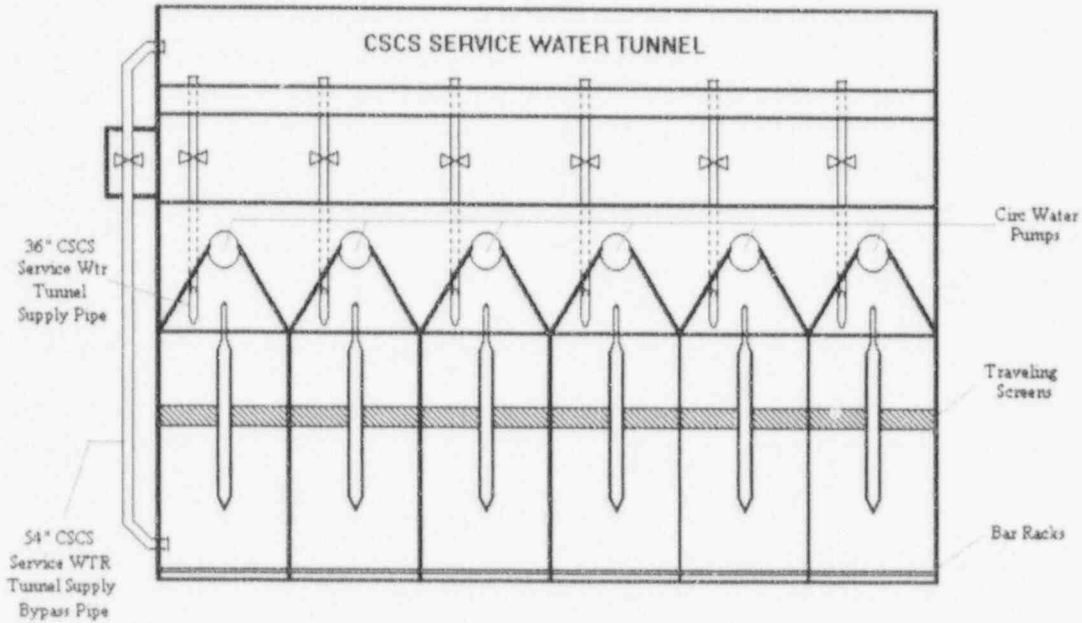 CSCS SERVICE WATER TUNNEL
Circ Water
Pumps
36" CSCS
Service Wtr
Tunnel
Supply Pipe
Traveling
Screens
54" CSCS
Service WTR
Tunnel Supply
Bypass Pipe
Bar Racks